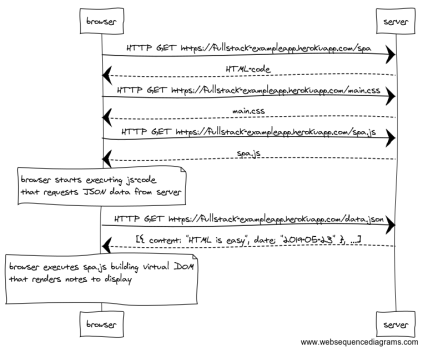 browser
server
HTTP GET https://fullstack-exampleapp.herokuapp.com/spa
HTML-code
HTTP GET https://fullstack-exampleapp.herokuapp.com/main.css
main.css
HTTP GET https://fullstack-exampleapp.herokuapp.com/spa.js
spa.js
browser starts executing js-code
that requests JSON data from server
HTTP GET https://fullstack-exampleapp.herokuapp.com/data.json
[{ content: "HTML is easy", date: "2019-05-23" }, ...]
browser executes spa.js building virtual DOM
that renders notes to display
browser
server
www.websequencediagrams.com